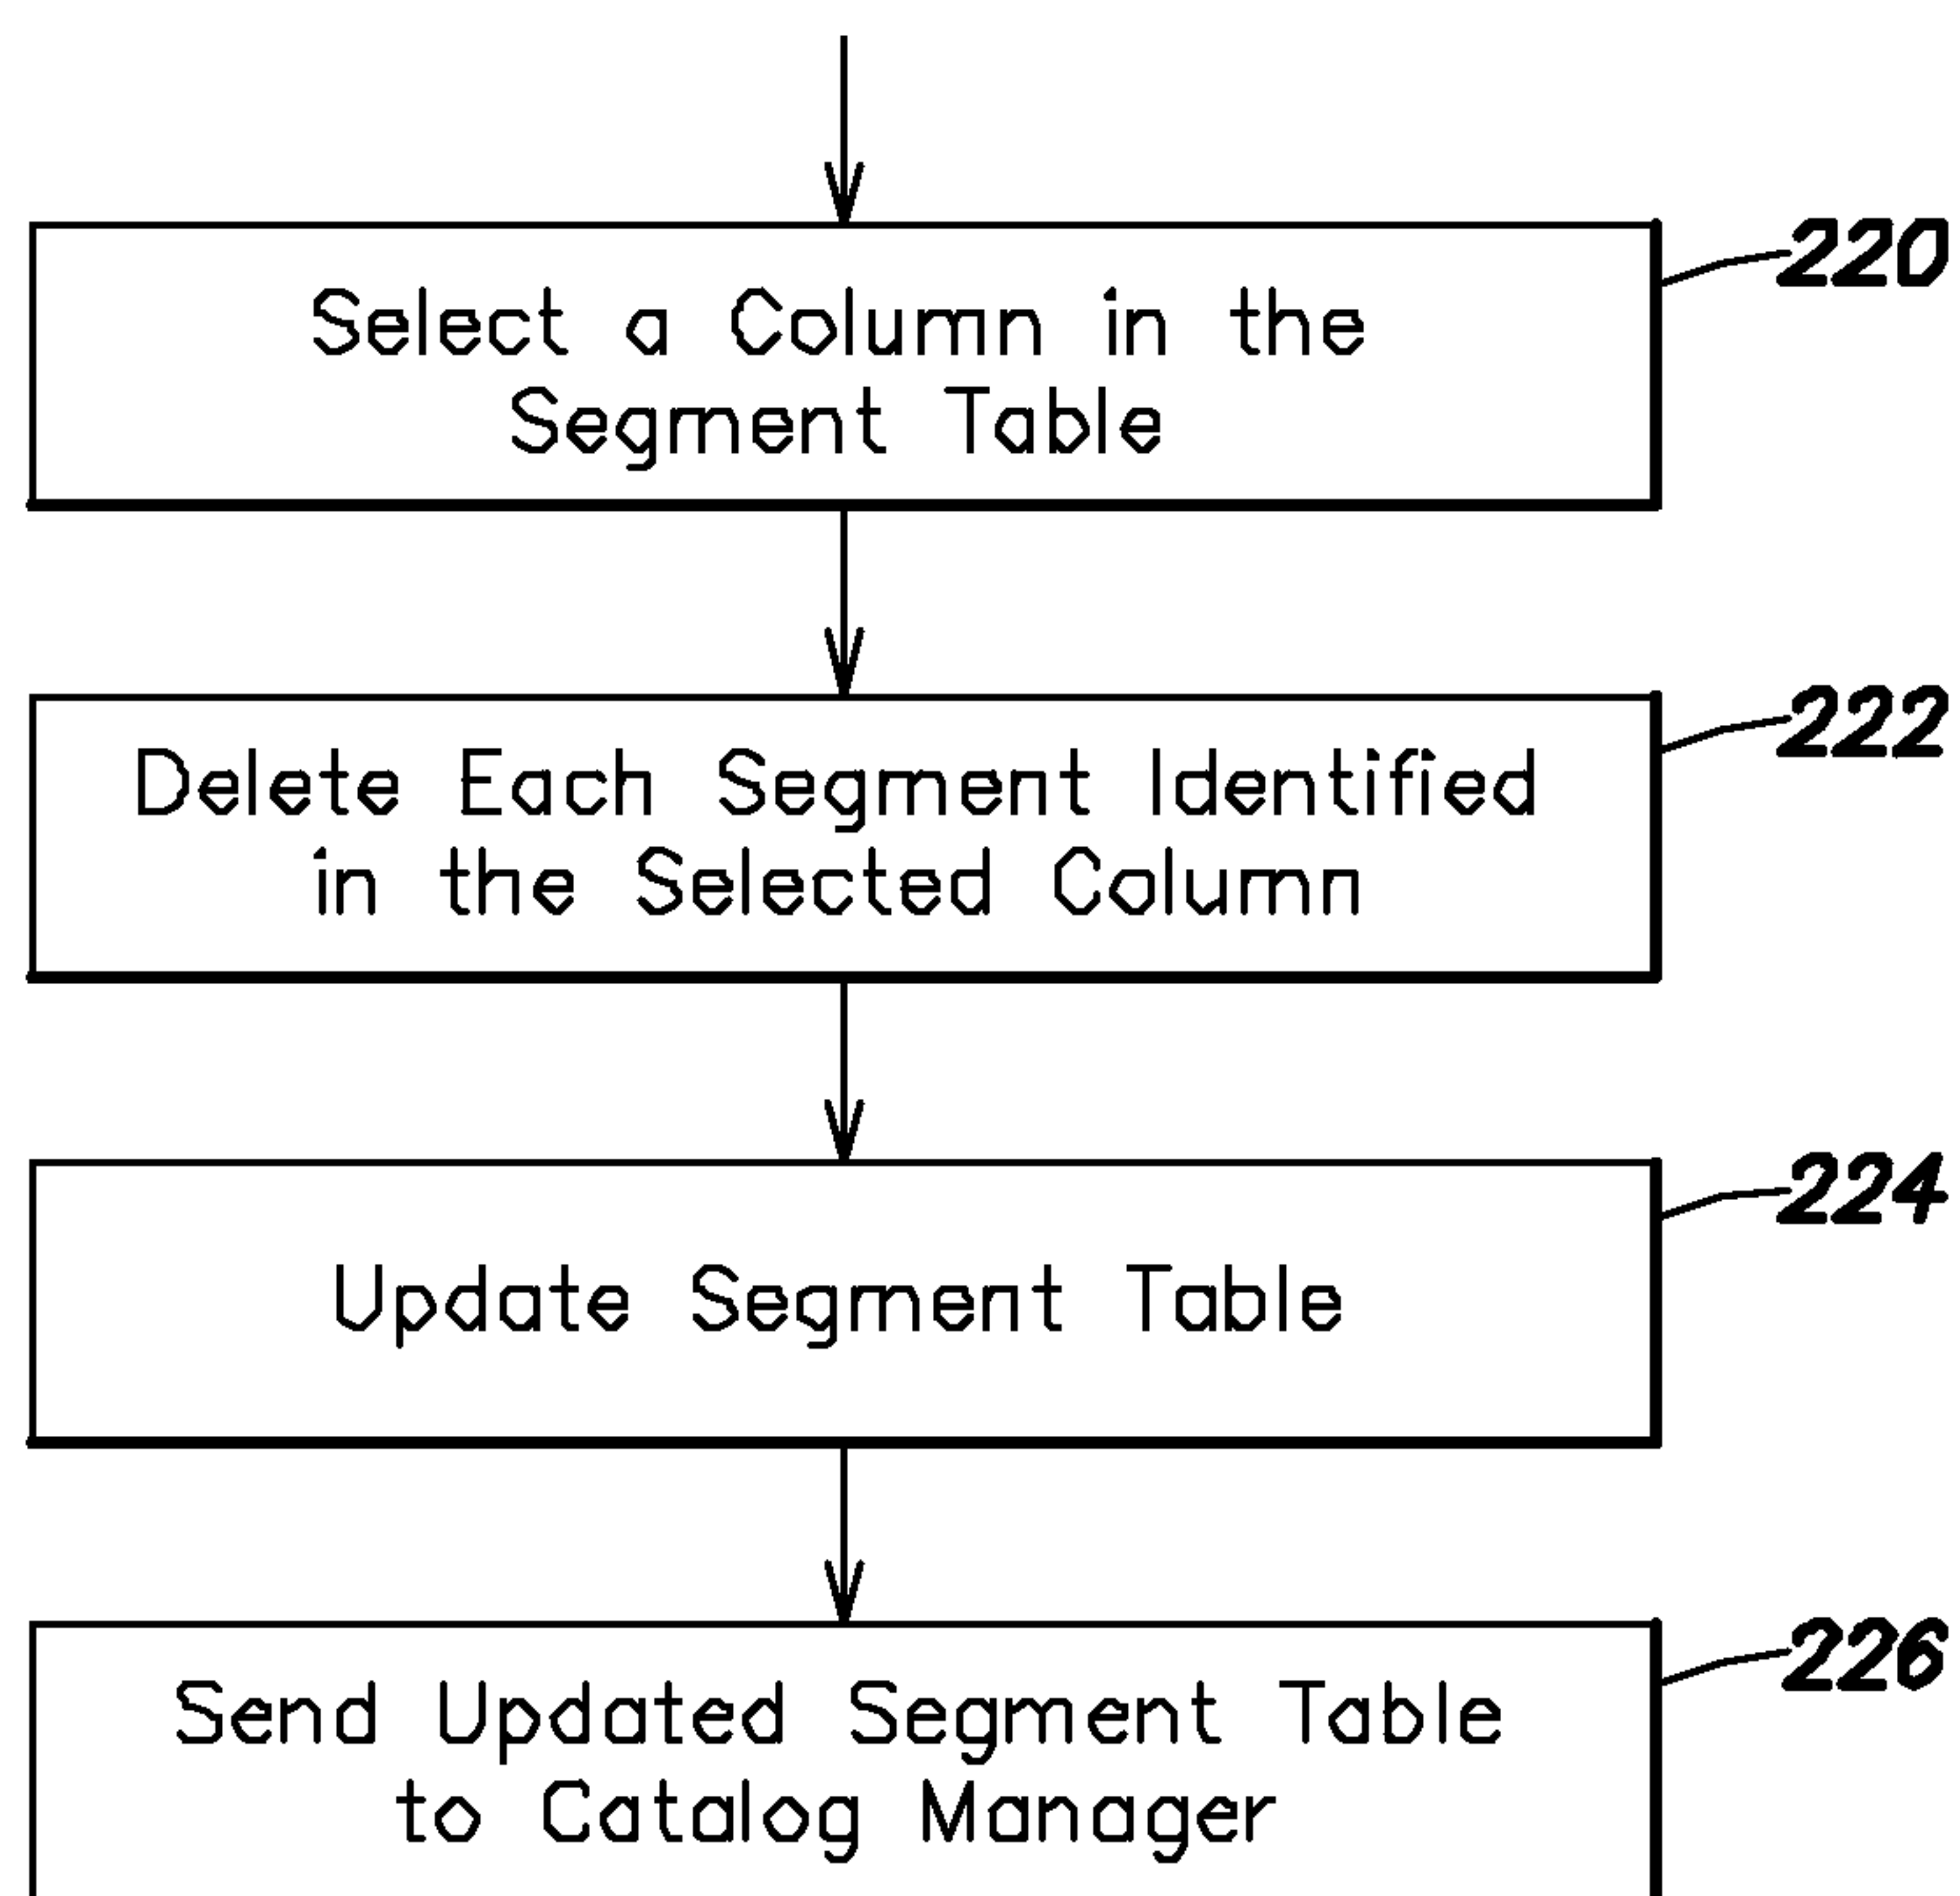 220
Select a Column in the
Segment Table
222
Delete Each Segment Identified
in the Selected Column
224
Update Segment Table
226
Send Updated Segment Table
to Catalog Manager